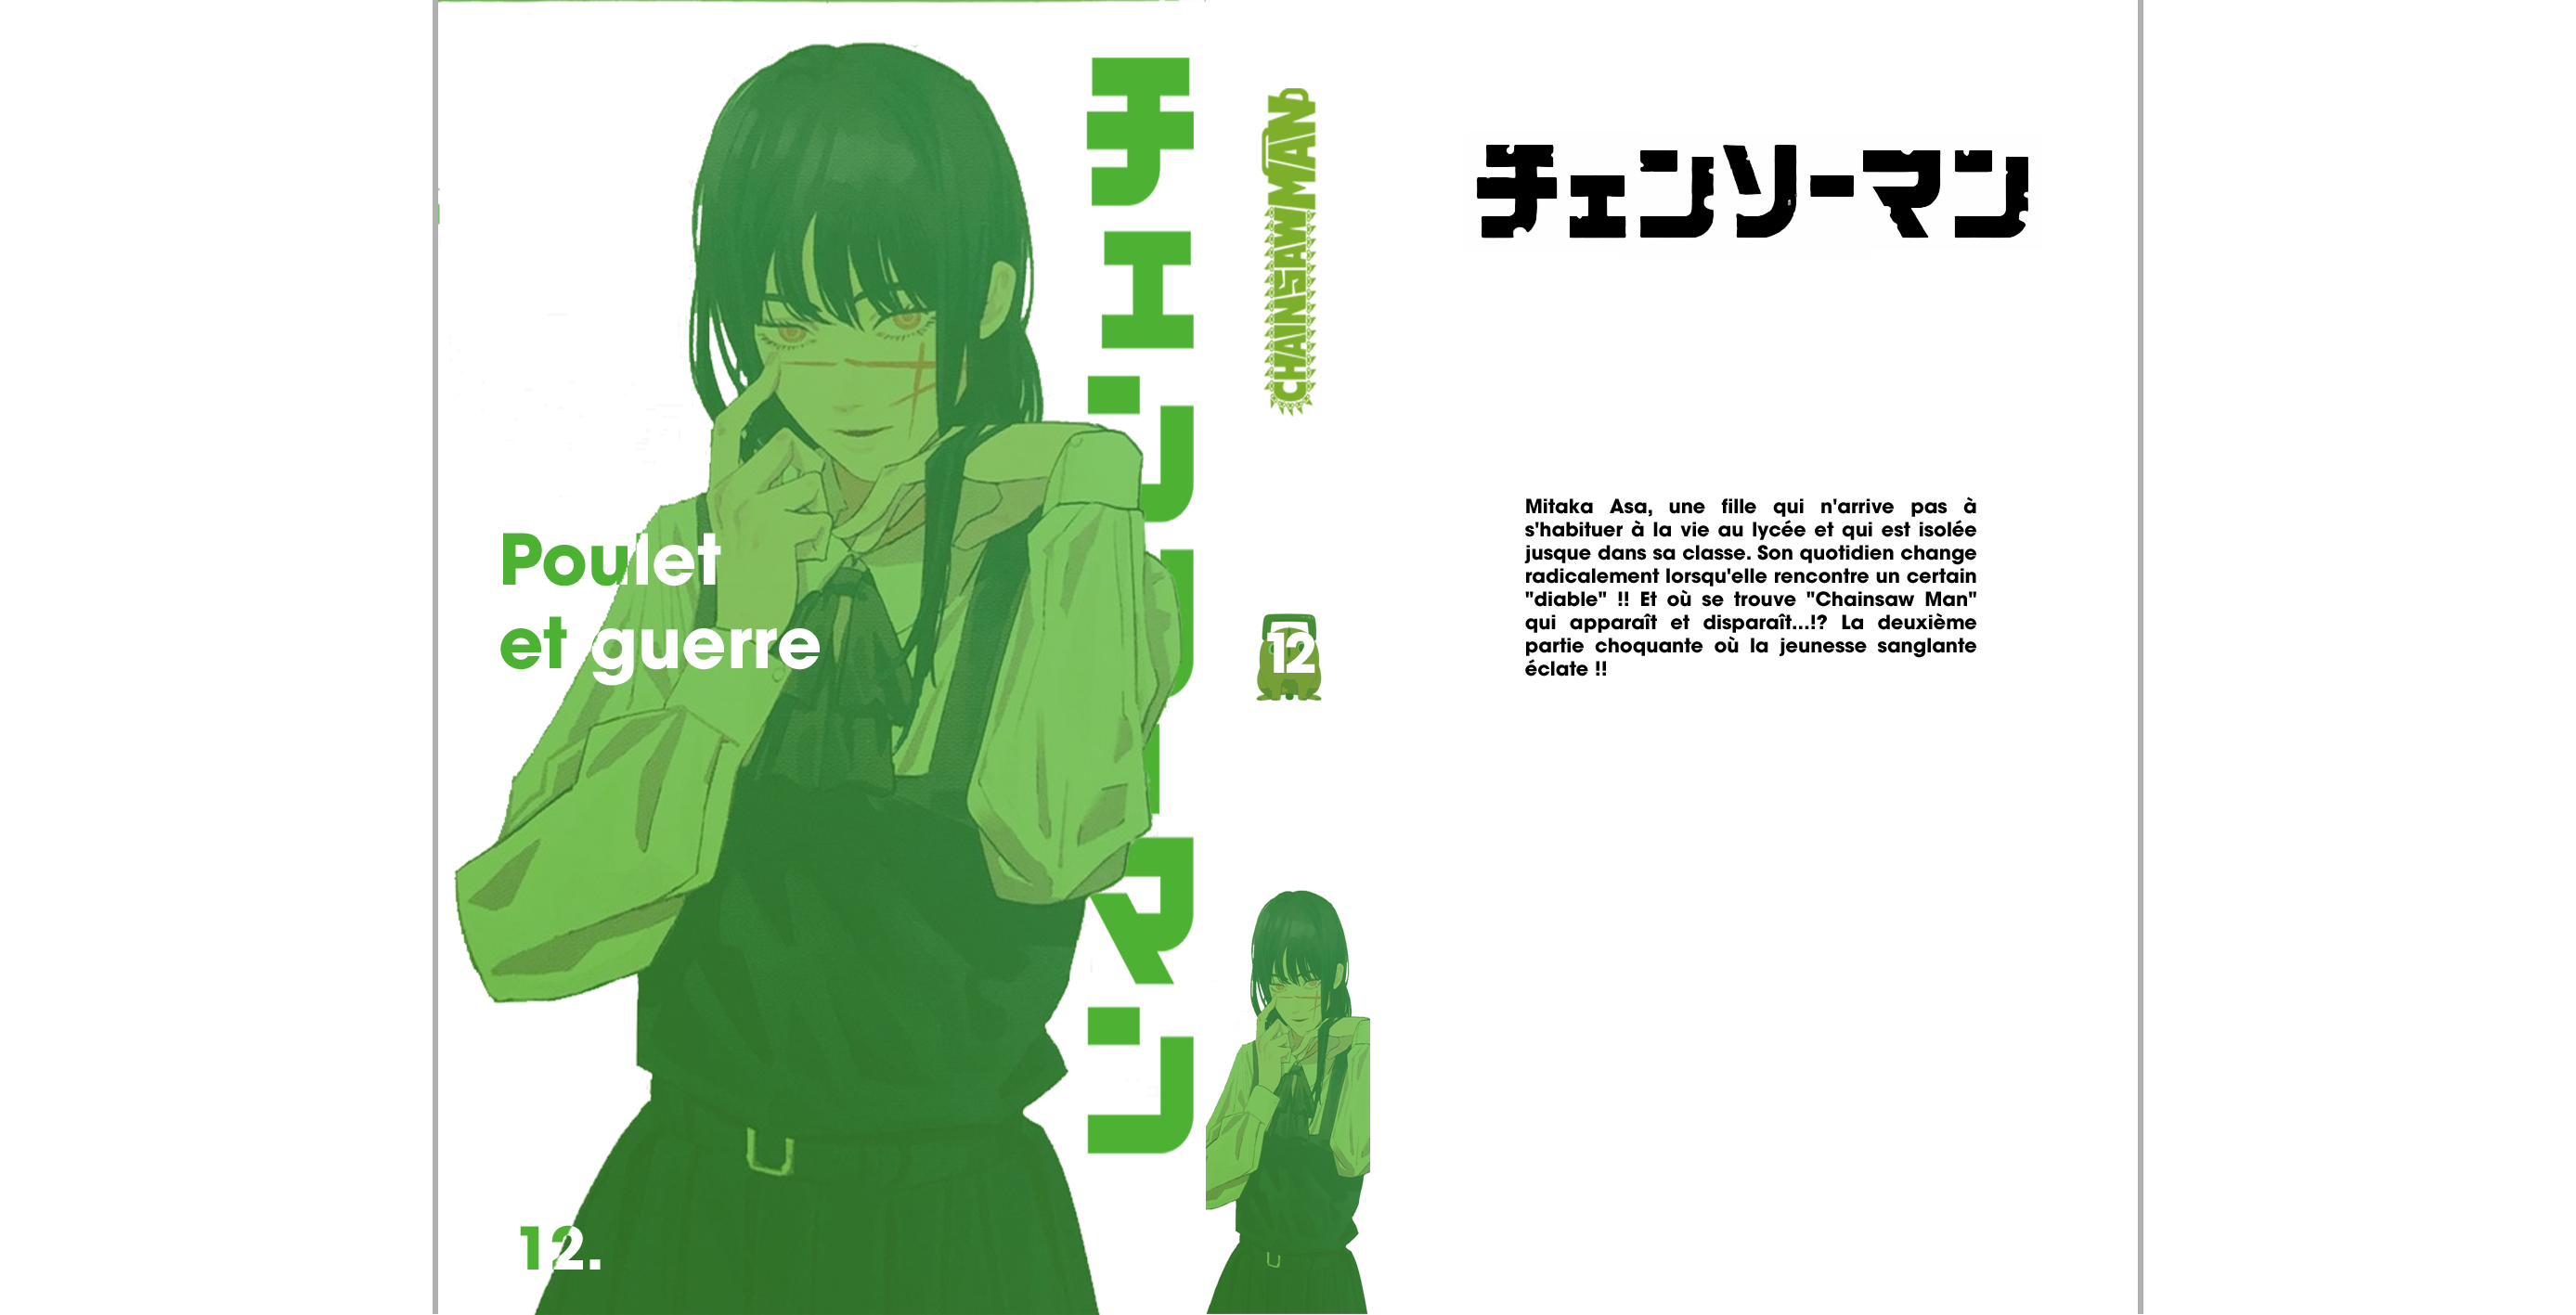 チェンソーマン
Poulet
et guerre
12.
CHAINSAWMAN
12
チェンソーマン
Mitaka Asa, une fille qui n'arrive pas à
s'habituer à la vie au lycée et qui est isolée
jusque dans sa classe. Son quotidien change
radicalement lorsqu'elle rencontre un certain
"diable" !! Et où se trouve "Chainsaw Man"
qui apparaît et disparaît...!? La deuxième
partie choquante où la jeunesse sanglante
éclate !!